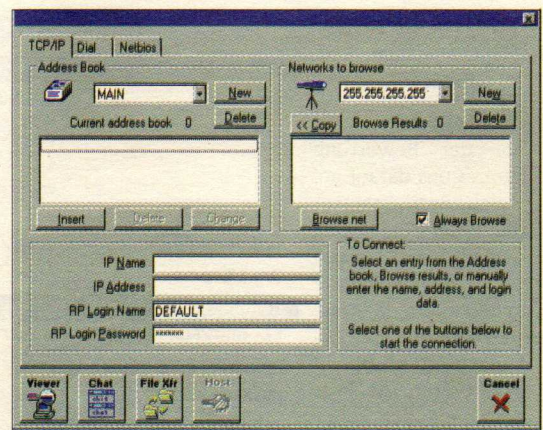 TCP/IP Dial Netbios
Address Book
MAIN
New
Current address book 0
Delete
Insert Delete Change
Networks to browse
255.255.255.255
New
<< Copy Browse Results 0 Delete
Browse net Always Browse
IP Name
IP Address
RP Login Name DEFAULT
RP Login Password *******
To Connect:
Select an entry from the Address
book, Browse results, or manually
enter the name, address, and login
data.
Select one of the buttons below to
start the connection.
Viewer Chat File Xfr Host Cancel
chit
chat